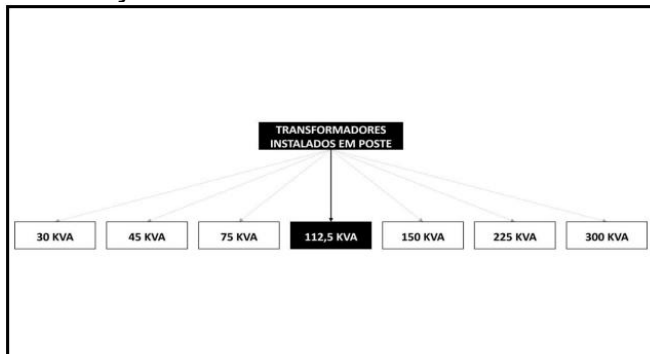 TRANSFORMADORES
INSTALADOS EM POSTE
30 KVA
45 KVA
75 KVA
112,5 KVA
150 KVA
225 KVA
300 KVA